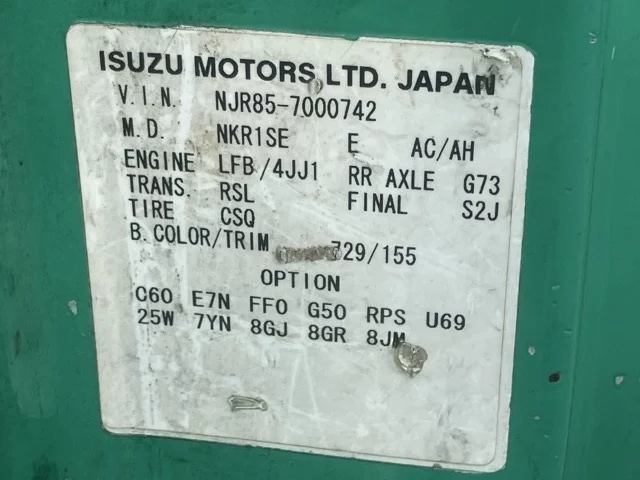 ISUZU MOTORS LTD. JAPAN
V.I.N. NJR85-7000742
M.D. NKR1SE E AC/AH
ENGINE LFB/4JJ1 RR AXLE G73
TRANS. RSL FINAL S2J
TIRE CSQ
B.COLOR/TRIM 729/155
OPTION
C60 E7N FF0 G50 RPS U69
25W 7YN 8GJ 8GR 8JM